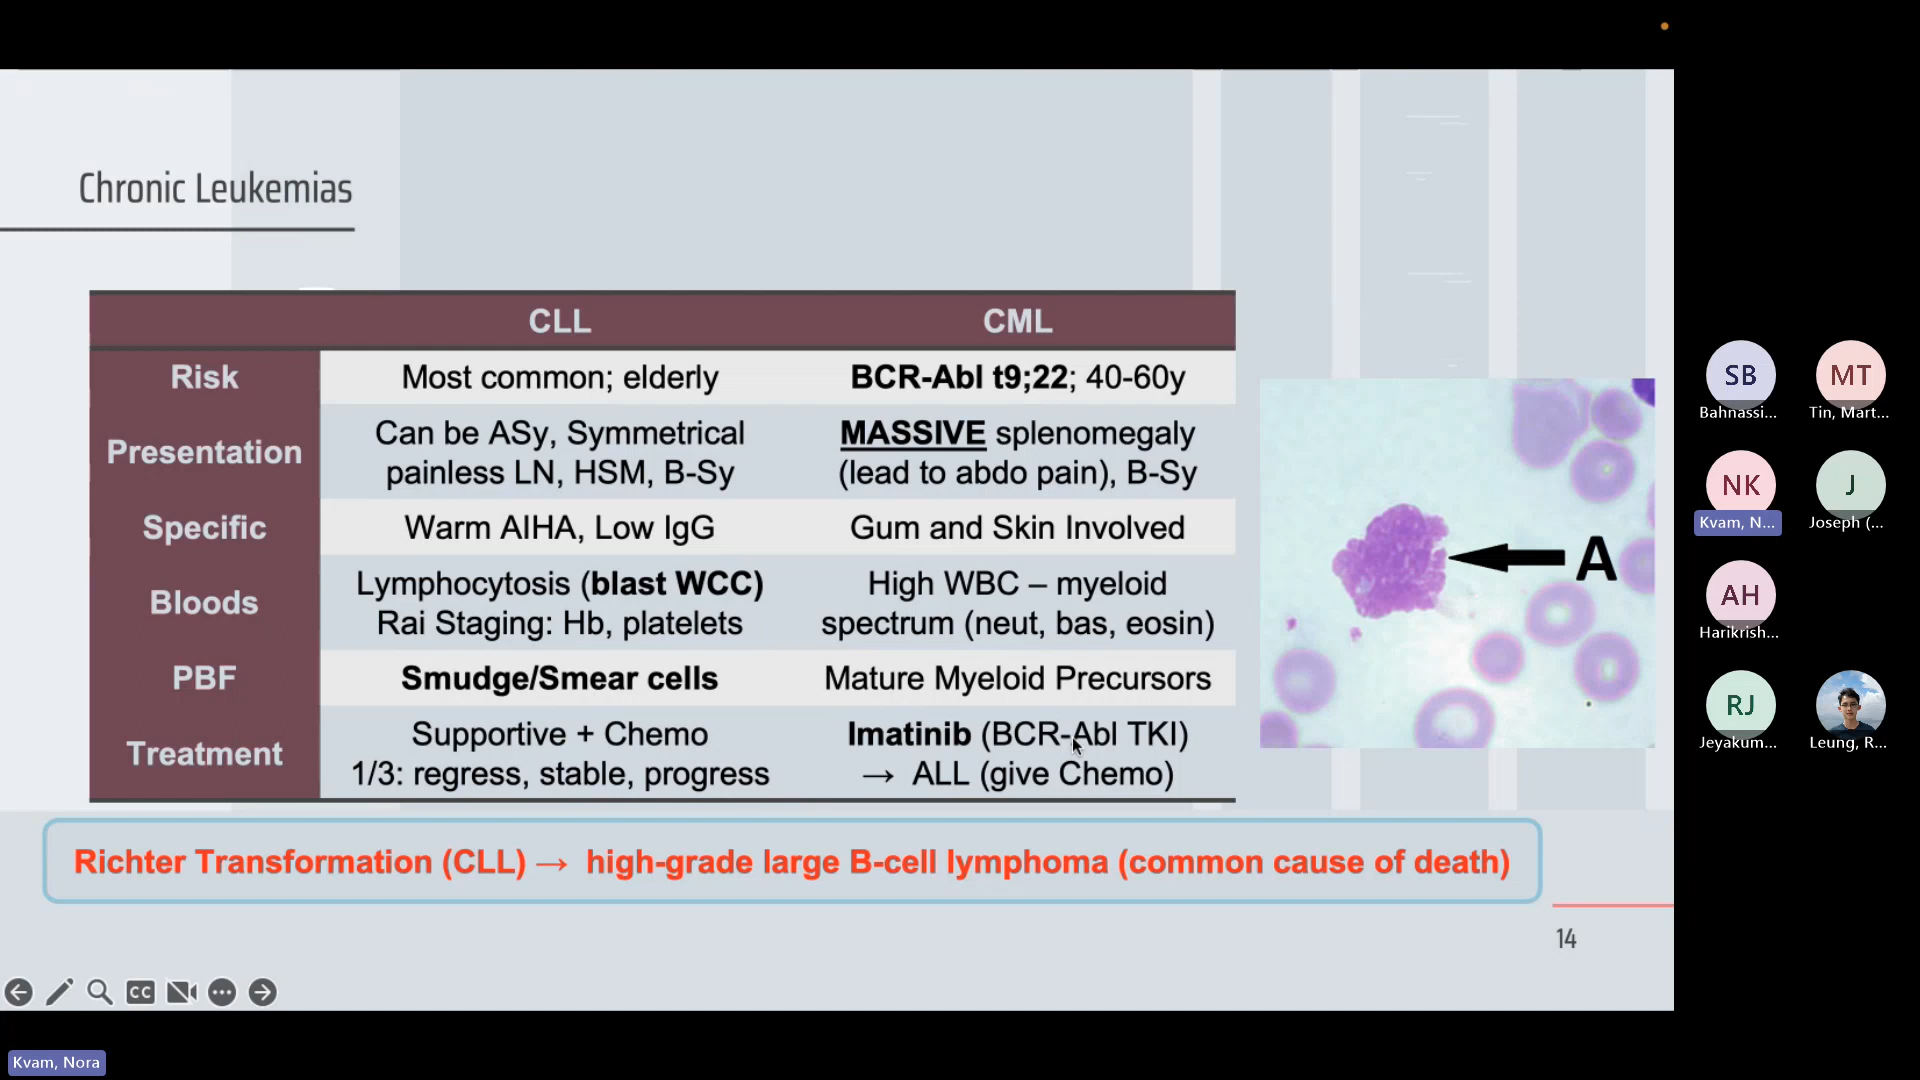 Chronic Leukemias
CLL CML
Risk Most common; elderly BCR-Abl t9;22; 40-60y
Presentation Can be ASy, Symmetrical painless LN, HSM, B-Sy MASSIVE splenomegaly (lead to abdo pain), B-Sy
Specific Warm AIHA, Low IgG Gum and Skin Involved
Bloods Lymphocytosis (blast WCC) Rai Staging: Hb, platelets High WBC – myeloid spectrum (neut, bas, eosin)
PBF Smudge/Smear cells Mature Myeloid Precursors
Treatment Supportive + Chemo 1/3: regress, stable, progress Imatinib (BCR-Abl TKI) → ALL (give Chemo)
A
Richter Transformation (CLL) → high-grade large B-cell lymphoma (common cause of death)
14
CC
Kvam, Nora
SB
Bahnassi...
MT
Tin, Mart...
NK
Kvam, N...
J
Joseph (...
AH
Harikrish...
RJ
Jeyakum...
Leung, R...